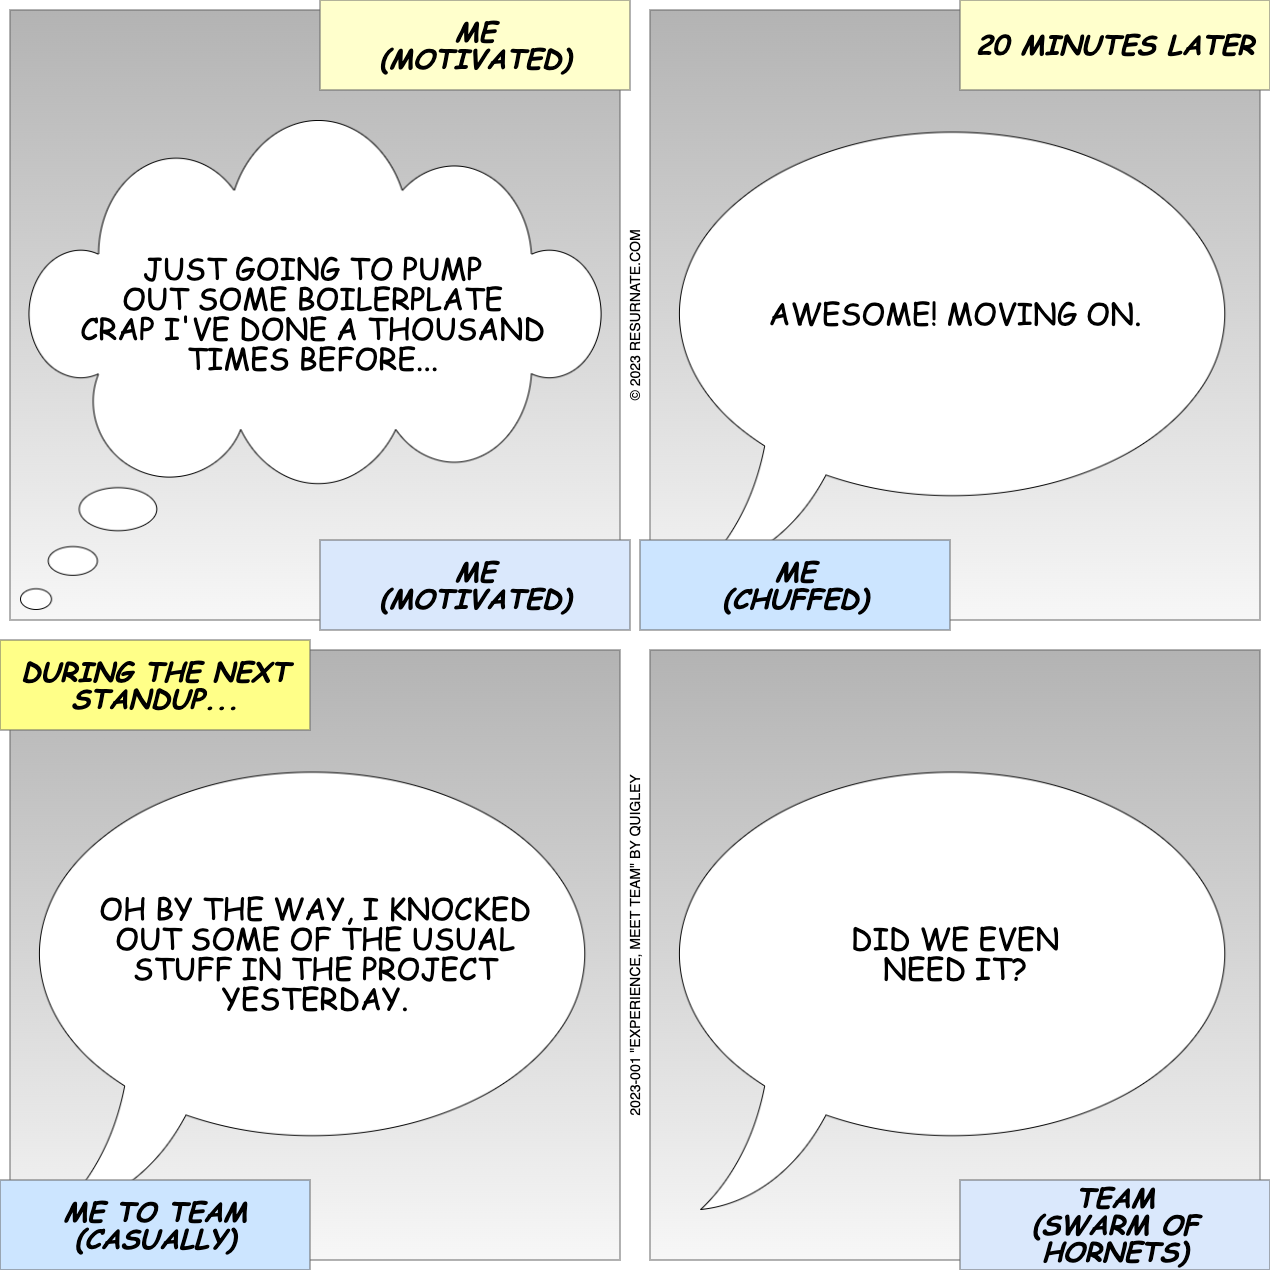 ME
(MOTIVATED)
JUST GOING TO PUMP
OUT SOME BOILERPLATE
CRAP I'VE DONE A THOUSAND
TIMES BEFORE...
ME
(MOTIVATED)
20 MINUTES LATER
AWESOME! MOVING ON.
ME
(CHUFFED)
© 2023 RESURNATE.COM
DURING THE NEXT
STANDUP...
OH BY THE WAY, I KNOCKED
OUT SOME OF THE USUAL
STUFF IN THE PROJECT
YESTERDAY.
ME TO TEAM
(CASUALLY)
DID WE EVEN
NEED IT?
TEAM
(SWARM OF
HORNETS)
2023-001 "EXPERIENCE, MEET TEAM" BY QUIGLEY